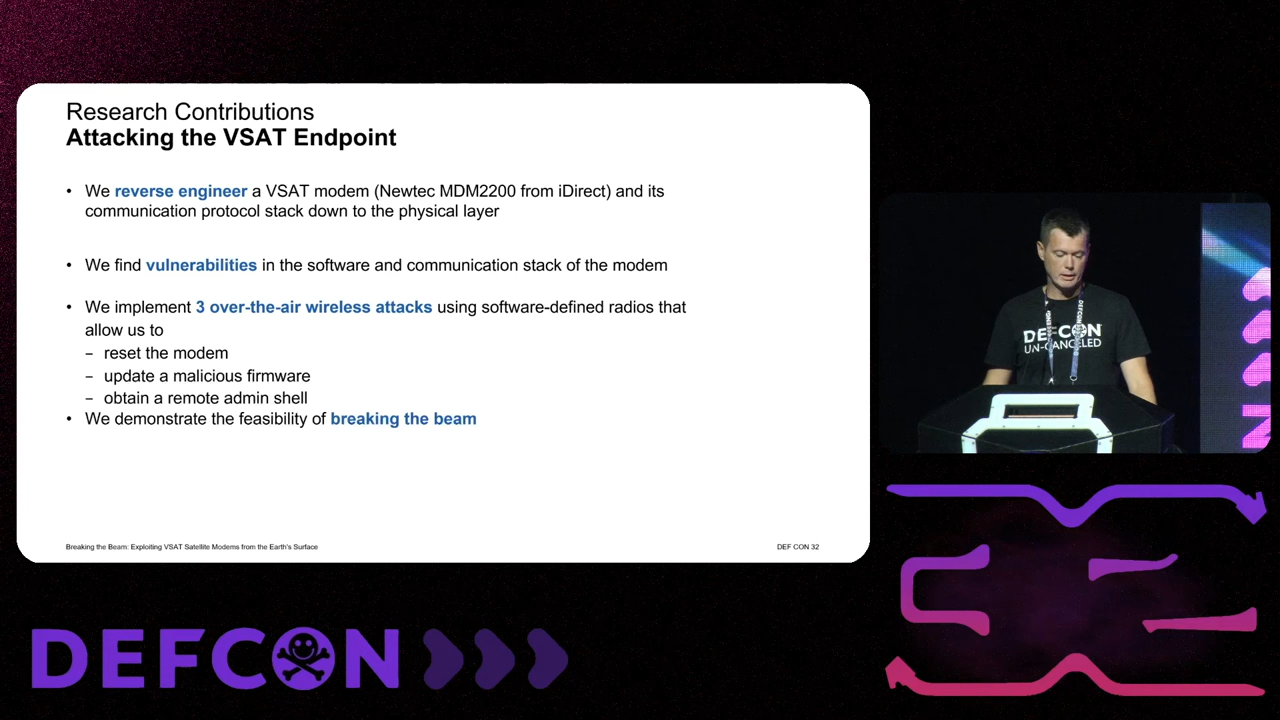 Research Contributions
Attacking the VSAT Endpoint
• We reverse engineer a VSAT modem (Newtec MDM2200 from iDirect) and its
communication protocol stack down to the physical layer
• We find vulnerabilities in the software and communication stack of the modem
• We implement 3 over-the-air wireless attacks using software-defined radios that
allow us to
– reset the modem
– update a malicious firmware
– obtain a remote admin shell
• We demonstrate the feasibility of breaking the beam
Breaking the Beam: Exploiting VSAT Satellite Modems from the Earth's Surface
DEF CON 32
DEFCON
UN-CANCELED
DEFCON